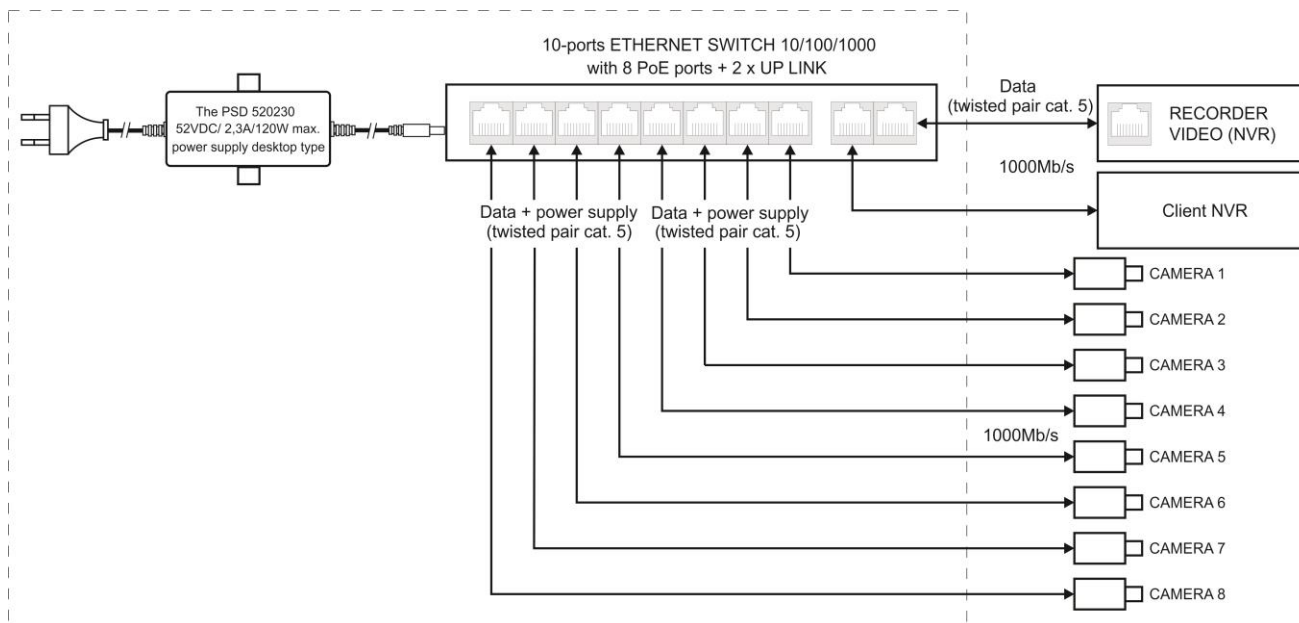 10-ports ETHERNET SWITCH 10/100/1000
with 8 PoE ports + 2 x UP LINK
The PSD 520230
52VDC/ 2,3A/120W max.
power supply desktop type
Data
(twisted pair cat. 5)
RECORDER
VIDEO (NVR)
1000Mb/s
Client NVR
Data + power supply
(twisted pair cat. 5)
Data + power supply
(twisted pair cat. 5)
CAMERA 1
CAMERA 2
CAMERA 3
CAMERA 4
1000Mb/s
CAMERA 5
CAMERA 6
CAMERA 7
CAMERA 8